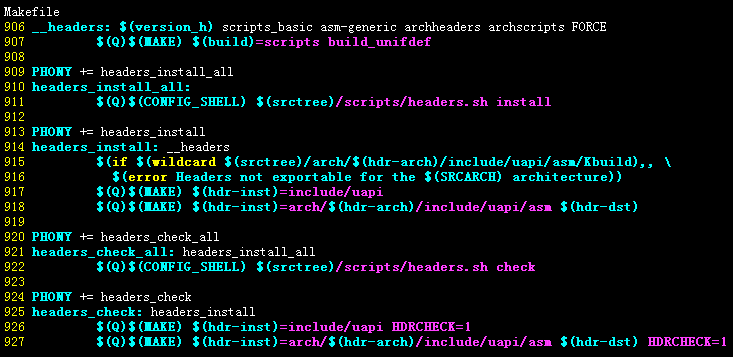 Makefile
906 __headers: $(version_h) scripts_basic asm-generic archheaders archscripts FORCE
907         $(Q)$(MAKE) $(build)=scripts build_unifdef
908
909 PHONY += headers_install_all
910 headers_install_all:
911         $(Q)$(CONFIG_SHELL) $(srctree)/scripts/headers.sh install
912
913 PHONY += headers_install
914 headers_install: __headers
915         $(if $(wildcard $(srctree)/arch/$(hdr-arch)/include/uapi/asm/Kbuild),, \
916           $(error Headers not exportable for the $(SRCARCH) architecture))
917         $(Q)$(MAKE) $(hdr-inst)=include/uapi
918         $(Q)$(MAKE) $(hdr-inst)=arch/$(hdr-arch)/include/uapi/asm $(hdr-dst)
919
920 PHONY += headers_check_all
921 headers_check_all: headers_install_all
922         $(Q)$(CONFIG_SHELL) $(srctree)/scripts/headers.sh check
923
924 PHONY += headers_check
925 headers_check: headers_install
926         $(Q)$(MAKE) $(hdr-inst)=include/uapi HDRCHECK=1
927         $(Q)$(MAKE) $(hdr-inst)=arch/$(hdr-arch)/include/uapi/asm $(hdr-dst) HDRCHECK=1